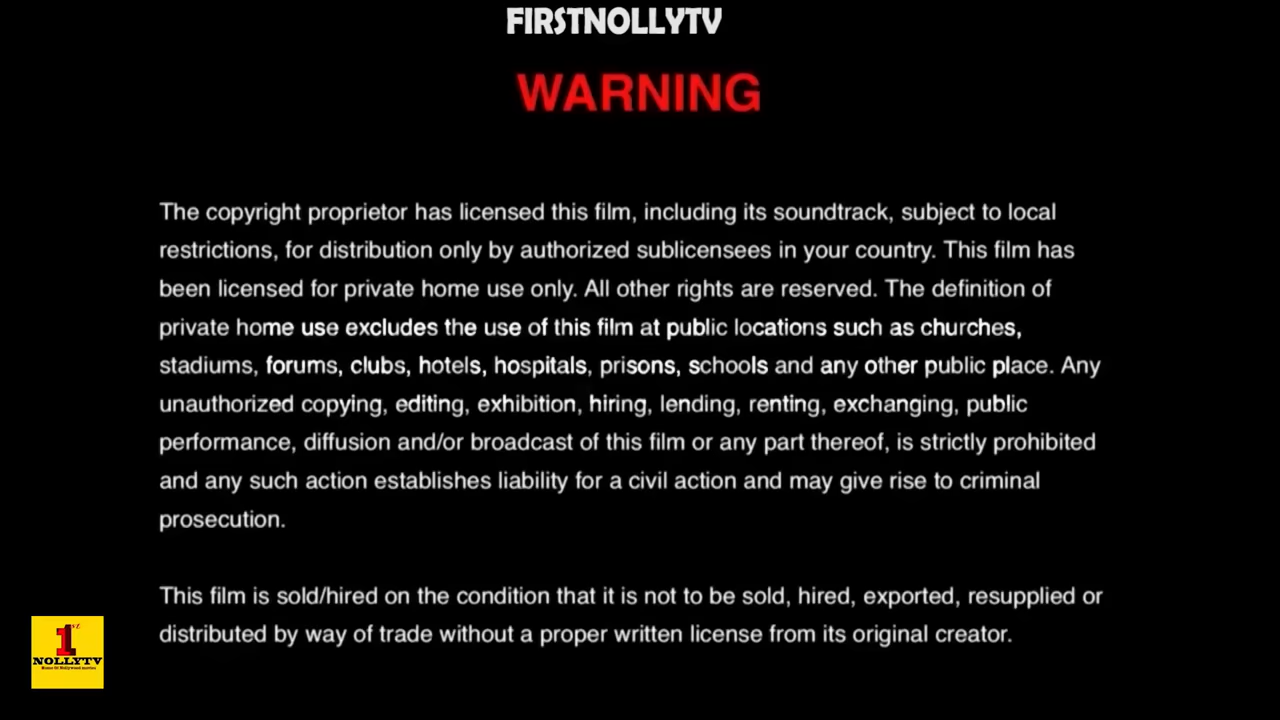 FIRSTNOLLYTV
WARNING
The copyright proprietor has licensed this film, including its soundtrack, subject to local
restrictions, for distribution only by authorized sublicensees in your country. This film has
been licensed for private home use only. All other rights are reserved. The definition of
private home use excludes the use of this film at public locations such as churches,
stadiums, forums, clubs, hotels, hospitals, prisons, schools and any other public place. Any
unauthorized copying, editing, exhibition, hiring, lending, renting, exchanging, public
performance, diffusion and/or broadcast of this film or any part thereof, is strictly prohibited
and any such action establishes liability for a civil action and may give rise to criminal
prosecution.
This film is sold/hired on the condition that it is not to be sold, hired, exported, resupplied or
distributed by way of trade without a proper written license from its original creator.
1st
NOLLYTV
Home Of Nollywood movies